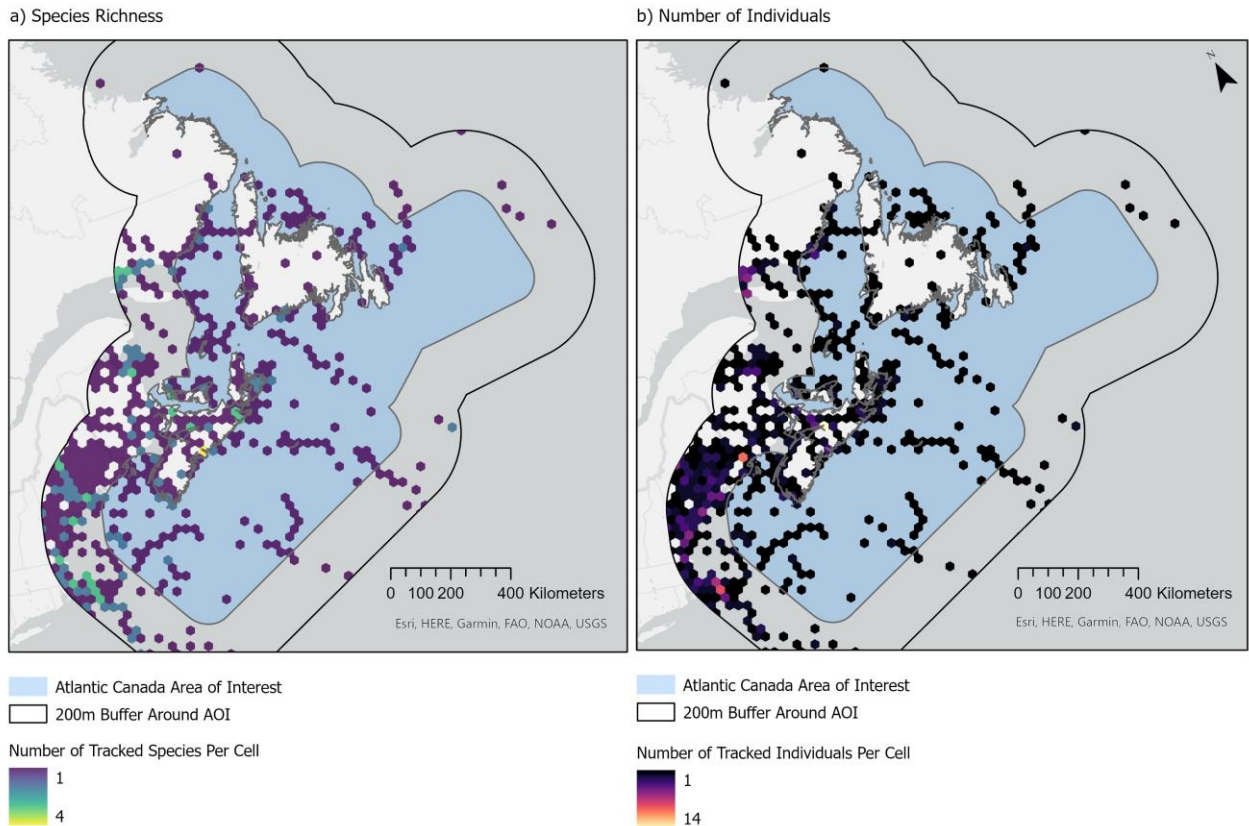 a) Species Richness
b) Number of Individuals
N
0 100 200 400 Kilometers
Esri, HERE, Garmin, FAO, NOAA, USGS
0 100 200 400 Kilometers
Esri, HERE, Garmin, FAO, NOAA, USGS
Atlantic Canada Area of Interest
200m Buffer Around AOI
Number of Tracked Species Per Cell
1
4
Atlantic Canada Area of Interest
200m Buffer Around AOI
Number of Tracked Individuals Per Cell
1
14